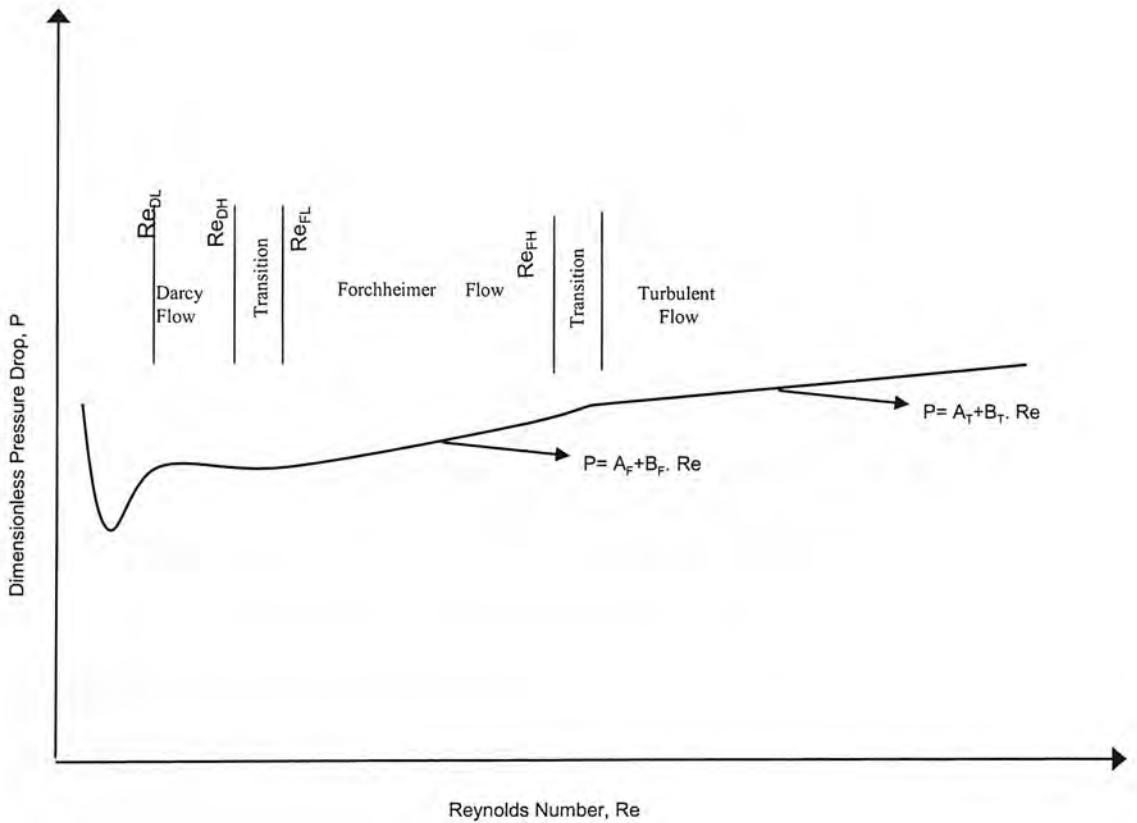 Re_DL
Re_DH
Re_FL
Re_FH
Darcy
Flow
Transition
Forchheimer Flow
Transition
Turbulent
Flow
P= A_T+B_T. Re
P= A_F+B_F. Re
Dimensionless Pressure Drop, P
Reynolds Number, Re